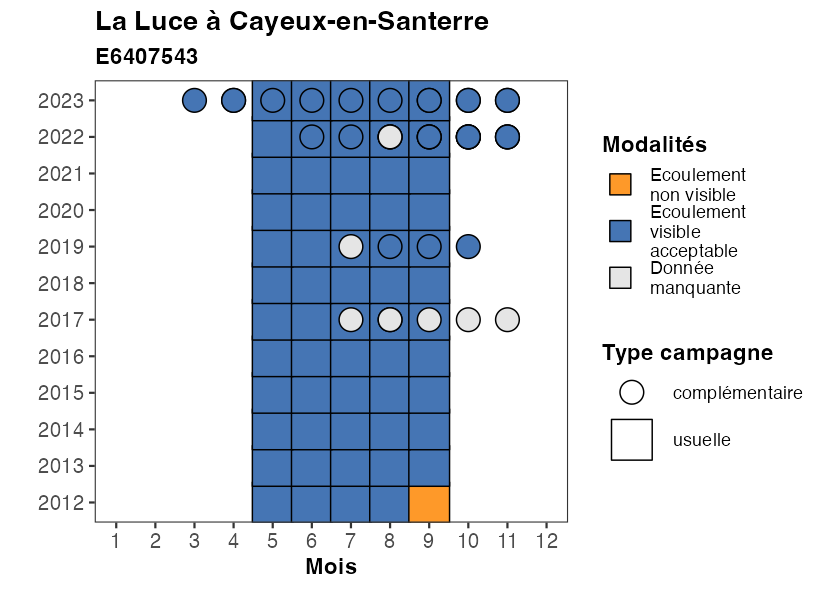 La Luce à Cayeux-en-Santerre
E6407543
2023
2022
2021
2020
2019
2018
2017
2016
2015
2014
2013
2012
1 2 3 4 5 6 7 8 9 10 11 12
Mois
Modalités
Ecoulement
non visible
Ecoulement
visible
acceptable
Donnée
manquante
Type campagne
complémentaire
usuelle